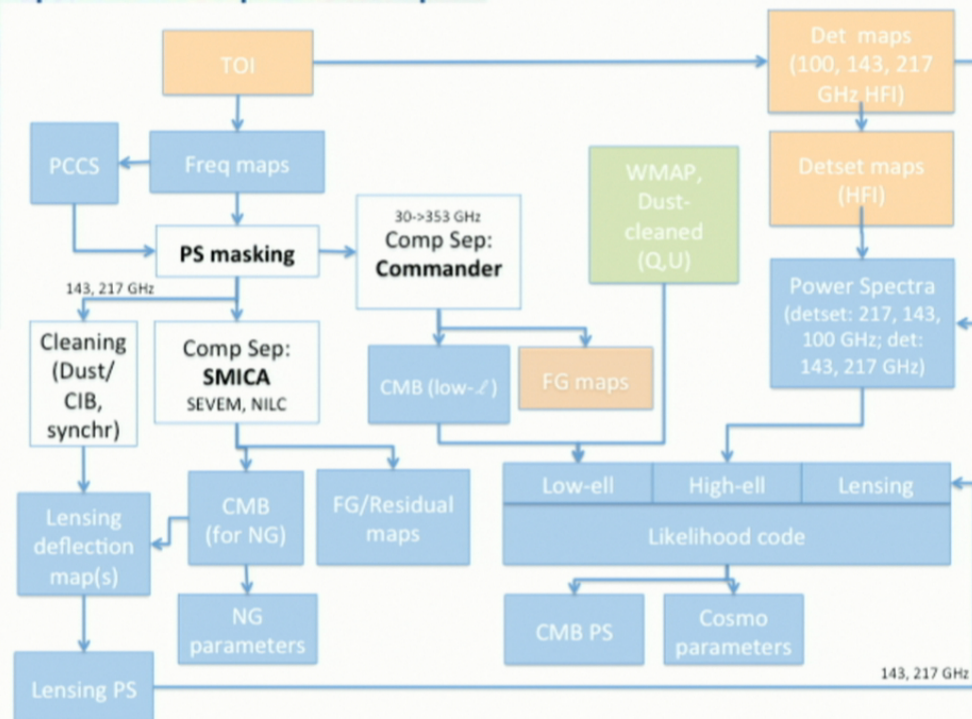 TOI
Det maps
(100, 143, 217
GHz HFI)
PCCS
Freq maps
WMAP,
Dust-
cleaned
(Q,U)
Detset maps
(HFI)
30->353 GHz
Comp Sep:
Commander
PS masking
143, 217 GHz
Power Spectra
(detset: 217, 143,
100 GHz; det:
143, 217 GHz)
Cleaning
(Dust/
CIB,
synchr)
Comp Sep:
SMICA
SEVEM, NILC
CMB (low-ℓ)
FG maps
Low-ell
High-ell
Lensing
Likelihood code
Lensing
deflection
map(s)
CMB
(for NG)
FG/Residual
maps
NG
parameters
CMB PS
Cosmo
parameters
Lensing PS
143, 217 GHz